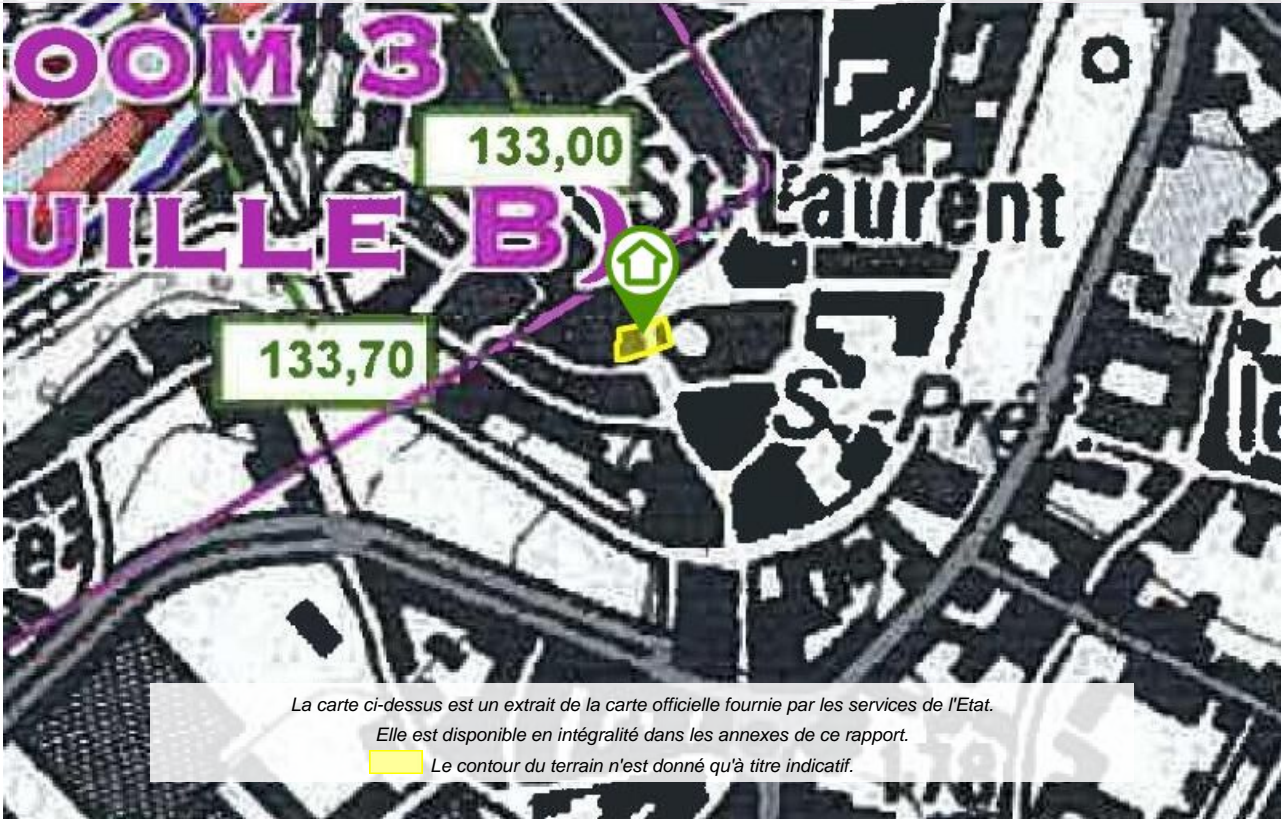 OOM 3
133,00
UILLE B)
St-Laurent
133,70
S.-Préf.
La carte ci-dessus est un extrait de la carte officielle fournie par les services de l'Etat.
Elle est disponible en intégralité dans les annexes de ce rapport.
Le contour du terrain n'est donné qu'à titre indicatif.